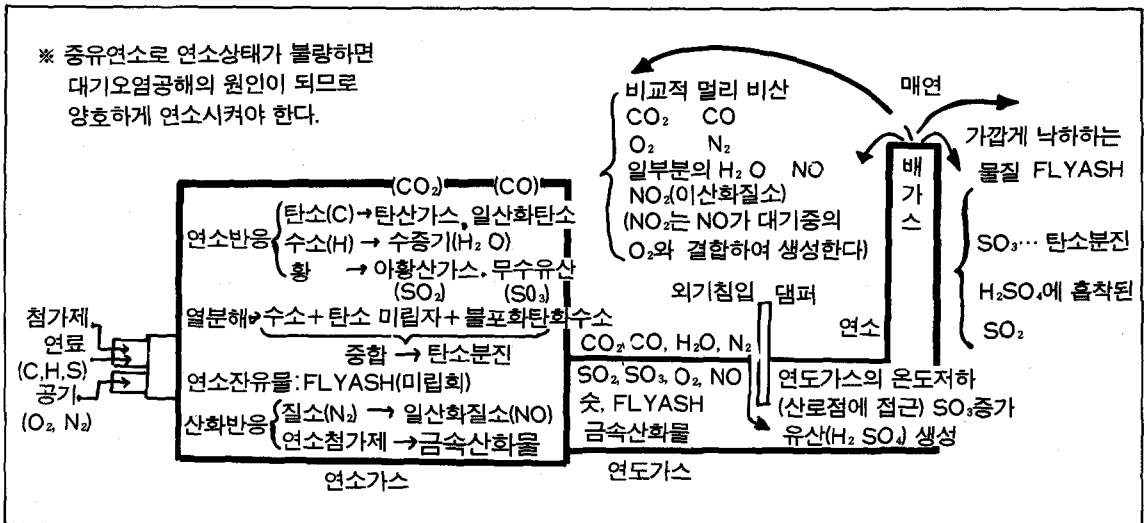 ※ 중유연소로 연소상태가 불량하면
대기오염공해의 원인이 되므로
양호하게 연소시켜야 한다.
첨가제
연료
(C,H,S)
공기
(O₂, N₂)
(CO₂) (CO)
연소반응
탄소(C)→탄산가스, 일산화탄소
수소(H) → 수증기(H₂O)
황 → 아황산가스. 무수유산
(SO₂) (SO₃)
열분해→수소+탄소 미립자+불포화탄화수소
중합 → 탄소분진
연소잔유물:FLYASH(미립회)
산화반응
질소(N₂) → 일산화질소(NO)
연소첨가제 →금속산화물
연소가스
CO₂, CO, H₂O, N₂
SO₂, SO₃, O₂, NO
숫, FLYASH
금속산화물
연도가스
외기침입 댐퍼
연도가스의 온도저하
(산로점에 접근) SO₃증가
유산(H₂SO₄) 생성
연소
배가스
비교적 멀리 비산
CO₂ CO
O₂ N₂
일부분의 H₂O NO
NO₂(이산화질소)
(NO₂는 NO가 대기중의
O₂와 결합하여 생성한다)
매연
가깝게 낙하하는
물질 FLYASH
SO₃… 탄소분진
H₂SO₄에 흡착된
SO₂